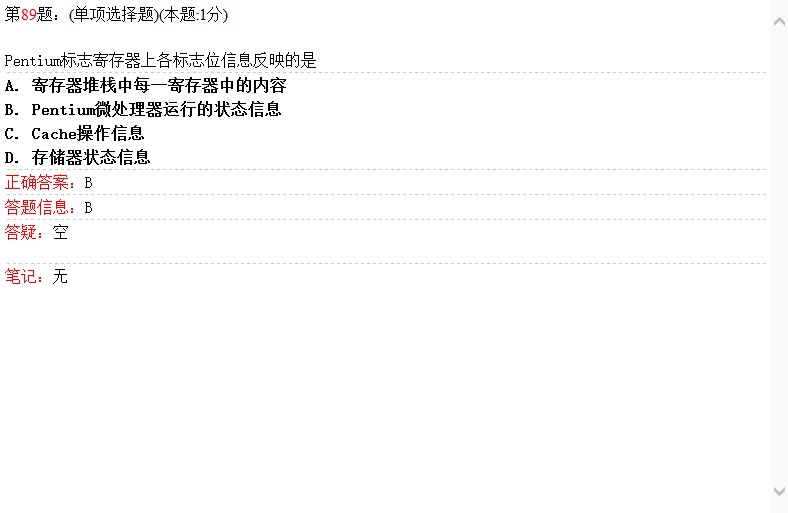 第89题：(单项选择题)(本题:1分)
Pentium标志寄存器上各标志位信息反映的是
A. 寄存器堆栈中每一寄存器中的内容
B. Pentium微处理器运行的状态信息
C. Cache操作信息
D. 存储器状态信息
正确答案：B
答题信息：B
答疑：空
笔记：无